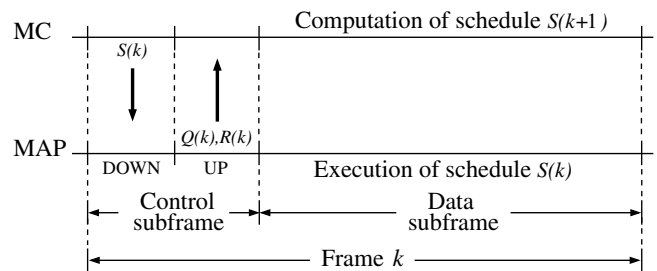 MC
Computation of schedule S(k+1)
S(k)
Q(k),R(k)
MAP
DOWN
UP
Execution of schedule S(k)
Control
subframe
Data
subframe
Frame k